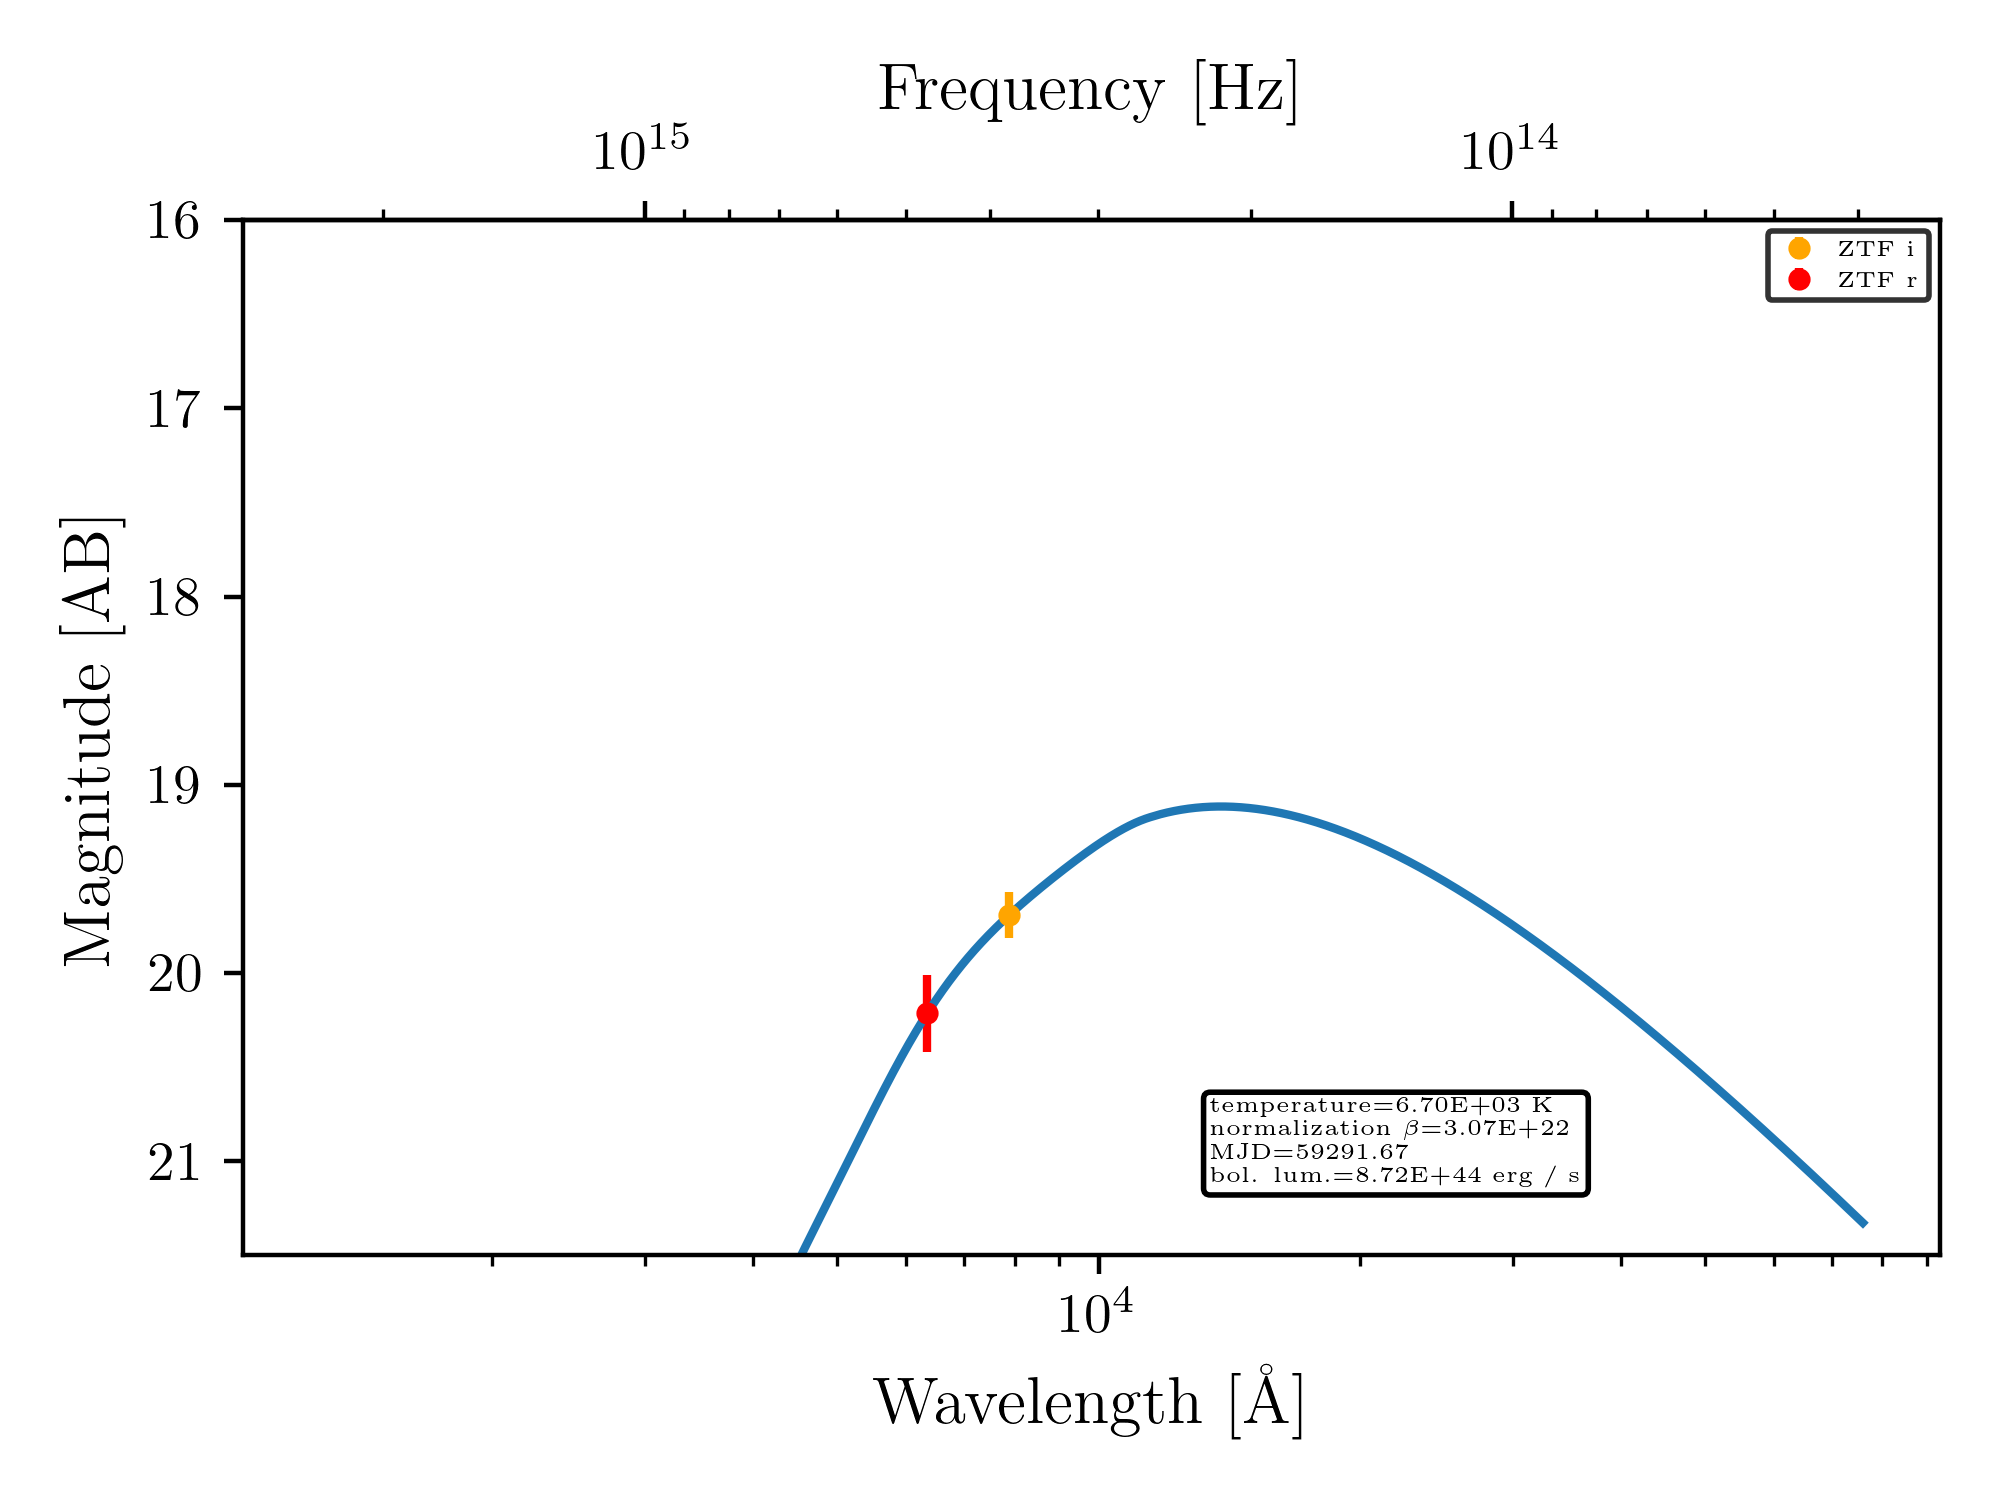 Frequency [Hz]
10^15 10^14
ZTF i
ZTF r
16
17
18
19
20
21
Magnitude [AB]
temperature=6.70E+03 K
normalization β=3.07E+22
MJD=59291.67
bol. lum.=8.72E+44 erg / s
10^4
Wavelength [Å]